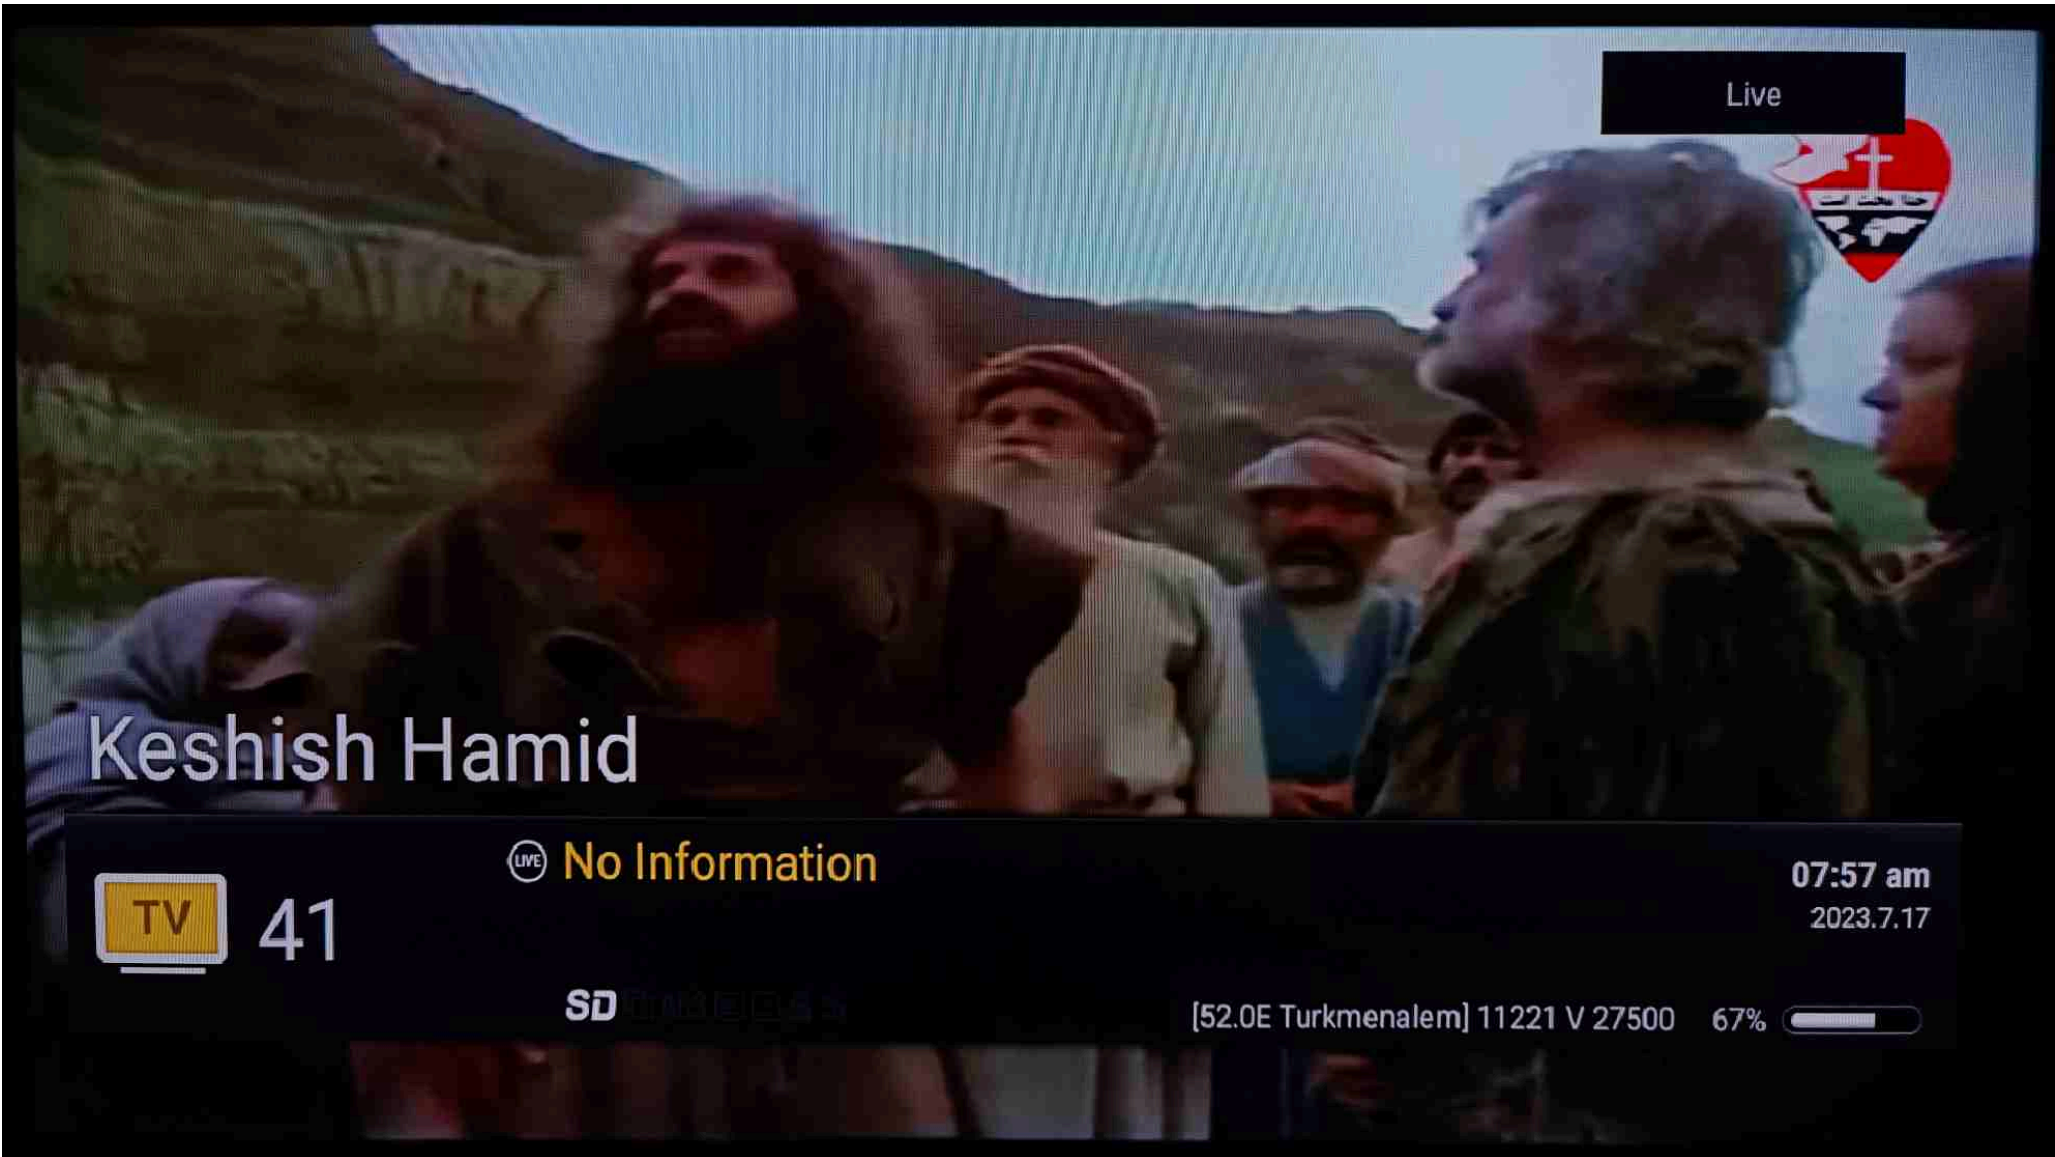 Live
Keshish Hamid
LIVE No Information
07:57 am
TV 41
2023.7.17
SD
[52.0E Turkmenalem] 11221 V 27500 67%